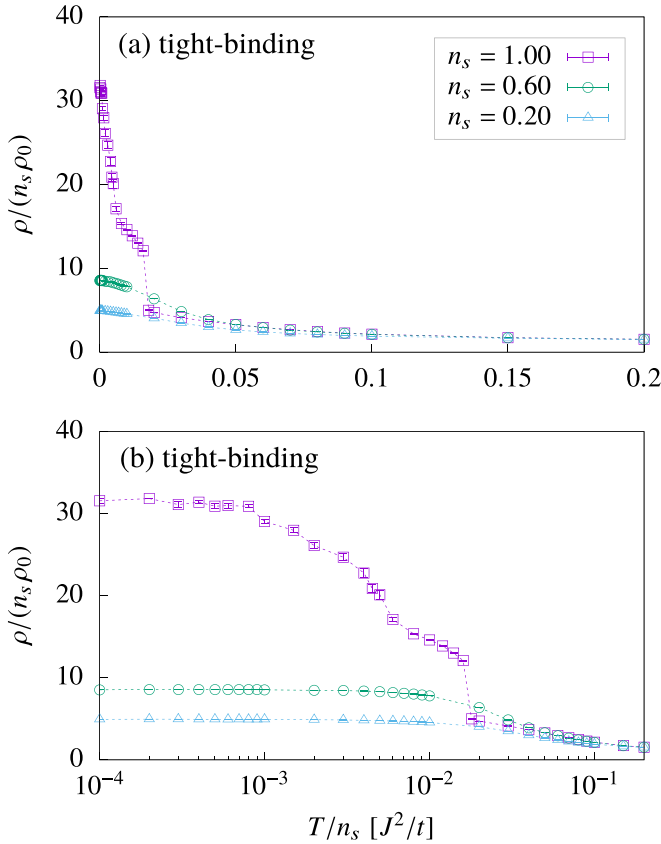 (a) tight-binding
n_s = 1.00
n_s = 0.60
n_s = 0.20
ρ/(n_s ρ_0)
40
30
20
10
0
0 0.05 0.1 0.15 0.2
(b) tight-binding
ρ/(n_s ρ_0)
40
30
20
10
0
10^-4 10^-3 10^-2 10^-1
T/n_s [J^2/t]